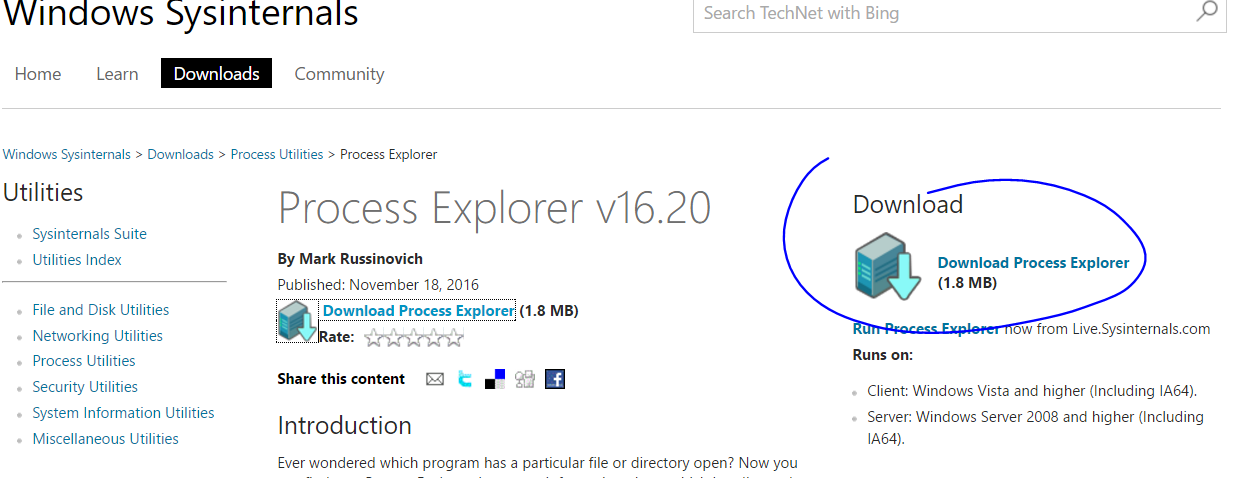 Windows Sysinternals
Search TechNet with Bing
Home
Learn
Downloads
Community
Windows Sysinternals > Downloads > Process Utilities > Process Explorer
Utilities
Sysinternals Suite
Utilities Index
File and Disk Utilities
Networking Utilities
Process Utilities
Security Utilities
System Information Utilities
Miscellaneous Utilities
Process Explorer v16.20
By Mark Russinovich
Published: November 18, 2016
Download Process Explorer (1.8 MB)
Rate:
Share this content
Introduction
Ever wondered which program has a particular file or directory open? Now you
Download
Download Process Explorer
(1.8 MB)
Run Process Explorer now from Live.Sysinternals.com
Runs on:
Client: Windows Vista and higher (Including IA64).
Server: Windows Server 2008 and higher (Including
IA64).